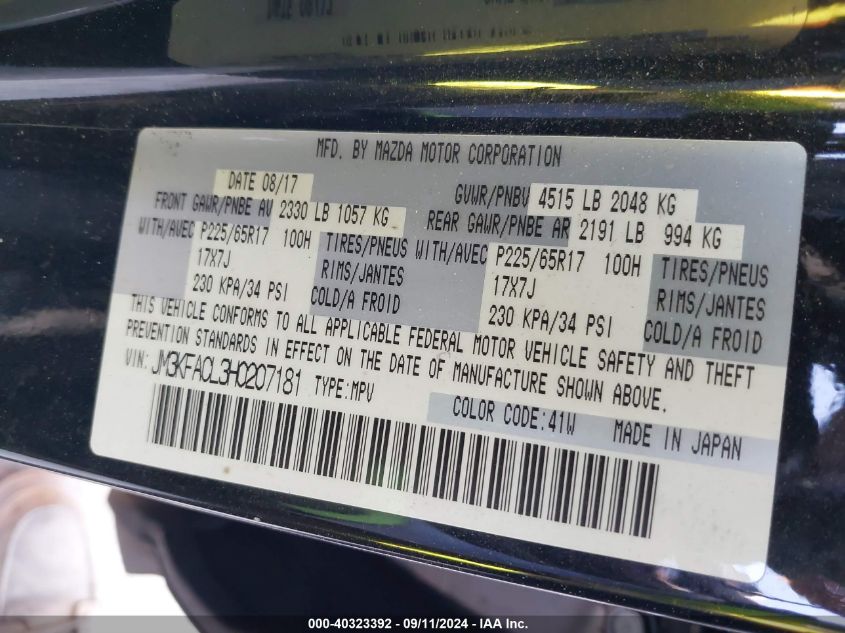 MFD. BY MAZDA MOTOR CORPORATION
DATE 08/17 GVWR/PNBV 4515 LB 2048 KG
FRONT GAWR/PNBE AV 2330 LB 1057 KG REAR GAWR/PNBE AR 2191 LB 994 KG
WITH/AVEC P225/65R17 100H TIRES/PNEUS WITH/AVEC P225/65R17 100H TIRES/PNEUS
17X7J RIMS/JANTES 17X7J RIMS/JANTES
230 KPA/34 PSI COLD/A FROID 230 KPA/34 PSI COLD/A FROID
THIS VEHICLE CONFORMS TO ALL APPLICABLE FEDERAL MOTOR VEHICLE SAFETY AND THEFT
PREVENTION STANDARDS IN EFFECT ON THE DATE OF MANUFACTURE SHOWN ABOVE.
VIN: JM3KFACL3H0207181 TYPE:MPV
COLOR CODE:41W MADE IN JAPAN
000-40323392 - 09/11/2024 - IAA Inc.